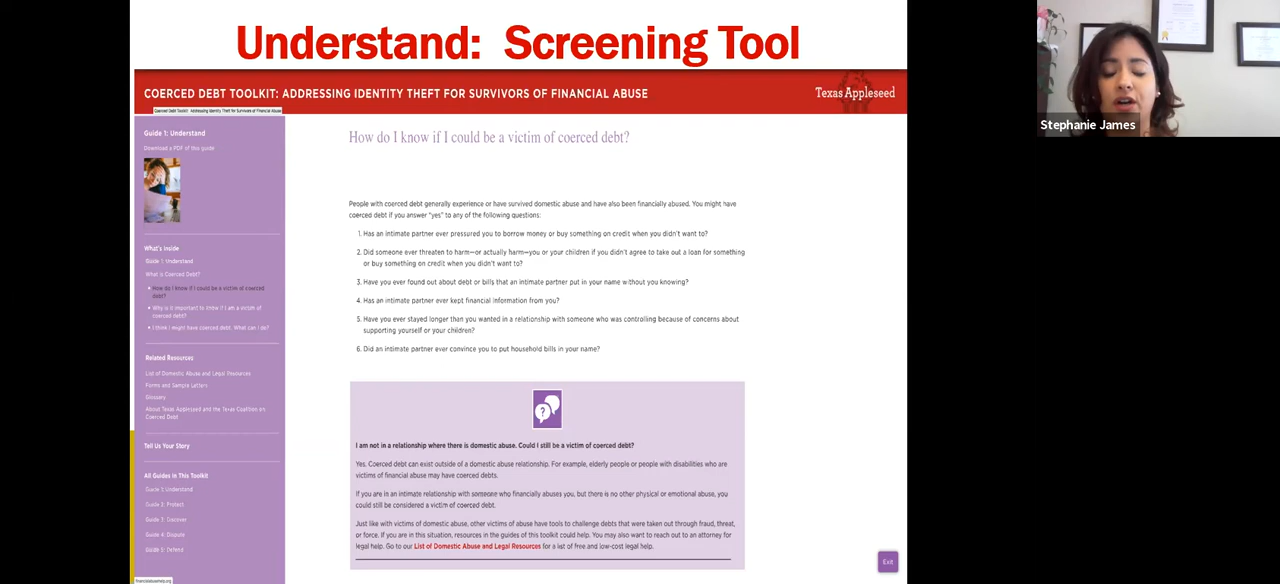 Understand: Screening Tool
COERCED DEBT TOOLKIT: ADDRESSING IDENTITY THEFT FOR SURVIVORS OF FINANCIAL ABUSE
Texas Appleseed
Coerced Debt Toolkit: Addressing Identity Theft for Survivors of Financial Abuse
Guide 1: Understand
Download a PDF of this guide
What's Inside
Guide 1: Understand
What is Coerced Debt?
How do I know if I could be a victim of coerced
debt?
Why is it important to know if I am a victim of
coerced debt?
I think I might have coerced debt. What can I do?
Related Resources
List of Domestic Abuse and Legal Resources
Forms and Sample Letters
Glossary
About Texas Appleseed and the Texas Coalition on
Coerced Debt
Tell Us Your Story
All Guides In This Toolkit
Guide 1: Understand
Guide 2: Protect
Guide 3: Discover
Guide 4: Dispute
Guide 5: Defend
financialabusehelp.org
How do I know if I could be a victim of coerced debt?
People with coerced debt generally experience or have survived domestic abuse and have also been financially abused. You might have
coerced debt if you answer "yes" to any of the following questions:
1. Has an intimate partner ever pressured you to borrow money or buy something on credit when you didn't want to?
2. Did someone ever threaten to harm—or actually harm—you or your children if you didn't agree to take out a loan for something
or buy something on credit when you didn't want to?
3. Have you ever found out about debt or bills that an intimate partner put in your name without you knowing?
4. Has an intimate partner ever kept financial information from you?
5. Have you ever stayed longer than you wanted in a relationship with someone who was controlling because of concerns about
supporting yourself or your children?
6. Did an intimate partner ever convince you to put household bills in your name?
?
I am not in a relationship where there is domestic abuse. Could I still be a victim of coerced debt?
Yes. Coerced debt can exist outside of a domestic abuse relationship. For example, elderly people or people with disabilities who are
victims of financial abuse may have coerced debts.
If you are in an intimate relationship with someone who financially abuses you, but there is no other physical or emotional abuse, you
could still be considered a victim of coerced debt.
Just like with victims of domestic abuse, other victims of abuse have tools to challenge debts that were taken out through fraud, threat,
or force. If you are in this situation, resources in the guides of this toolkit could help. You may also want to reach out to an attorney for
legal help. Go to our List of Domestic Abuse and Legal Resources for a list of free and low-cost legal help.
Exit
Stephanie James